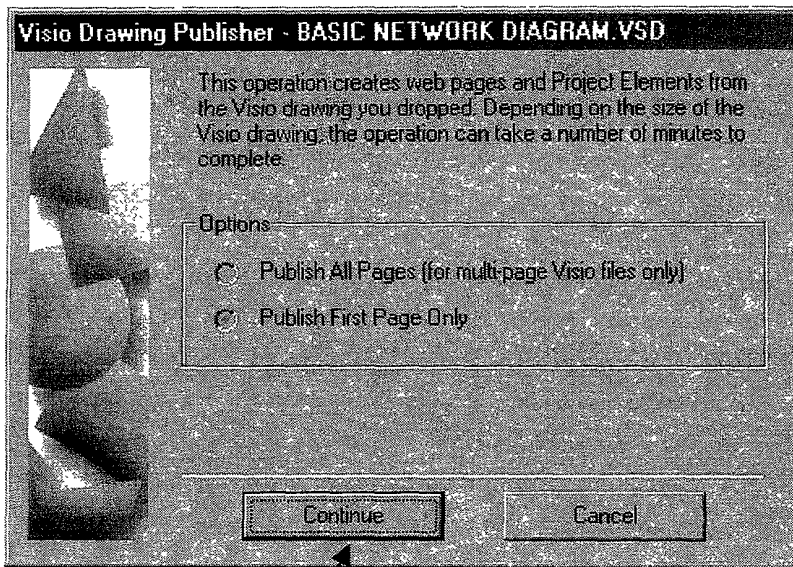 Visio Drawing Publisher - BASIC NETWORK DIAGRAM.VSD
This operation creates web pages and Project Elements from
the Visio drawing you dropped. Depending on the size of the
Visio drawing, the operation can take a number of minutes to
complete.
Options
Publish All Pages (for multi-page Visio files only)
Publish First Page Only
Continue
Cancel